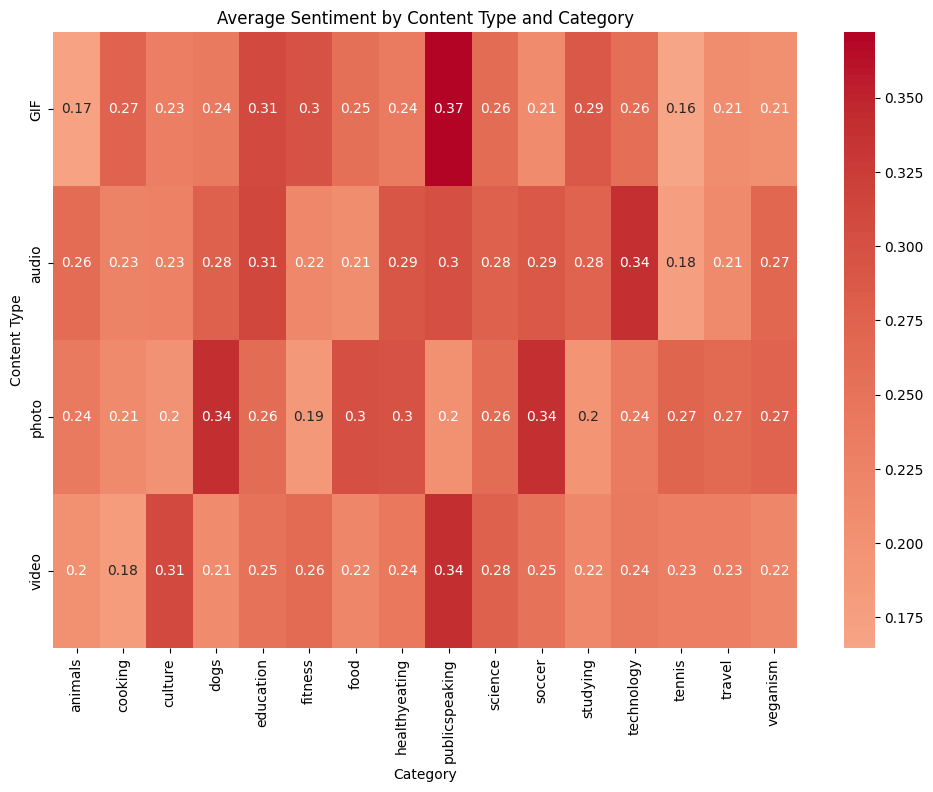 Average Sentiment by Content Type and Category
GIF 0.17 0.27 0.23 0.24 0.31 0.3 0.25 0.24 0.37 0.26 0.21 0.29 0.26 0.16 0.21 0.21
audio 0.26 0.23 0.23 0.28 0.31 0.22 0.21 0.29 0.3 0.28 0.29 0.28 0.34 0.18 0.21 0.27
photo 0.24 0.21 0.2 0.34 0.26 0.19 0.3 0.3 0.2 0.26 0.34 0.2 0.24 0.27 0.27 0.27
video 0.2 0.18 0.31 0.21 0.25 0.26 0.22 0.24 0.34 0.28 0.25 0.22 0.24 0.23 0.23 0.22
Content Type
animals cooking culture dogs education fitness food healthyeating publicspeaking science soccer studying technology tennis travel veganism
Category
0.350
0.325
0.300
0.275
0.250
0.225
0.200
0.175